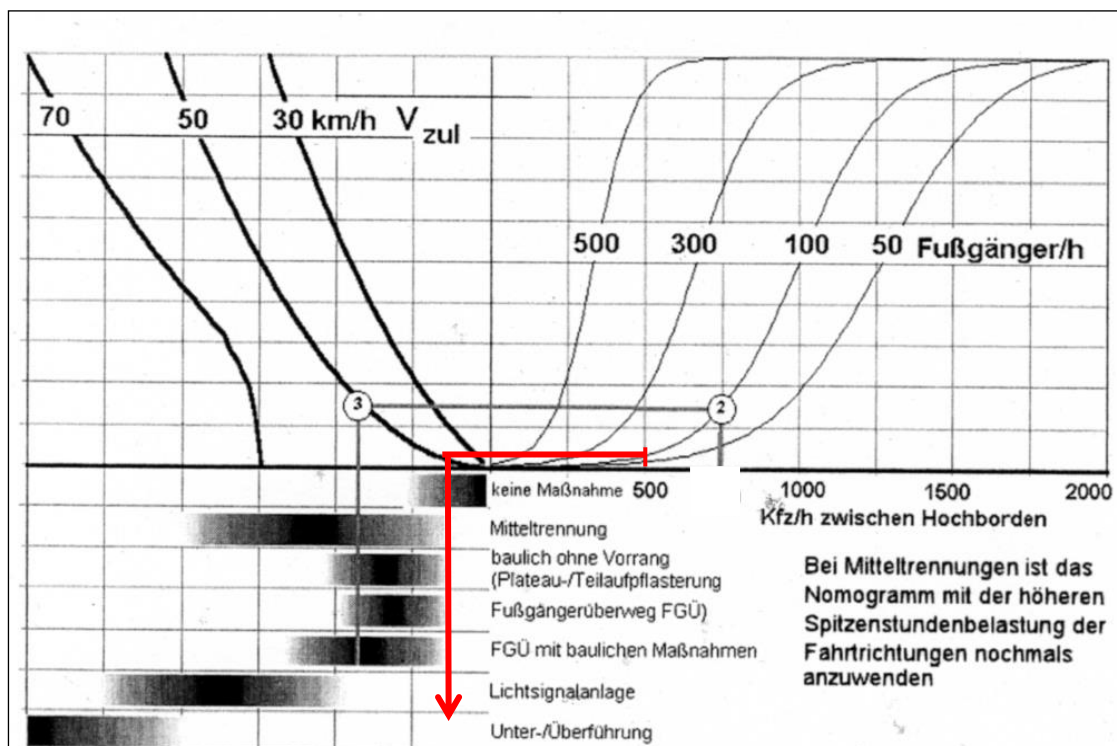 70
50
30 km/h V zul
500
300
100
50 Fußgänger/h
3
2
keine Maßnahme
500
1000
1500
2000
Kfz/h zwischen Hochborden
Mitteltrennung
baulich ohne Vorrang
(Plateau-/Teilaufpflasterung
Fußgängerüberweg FGÜ)
FGÜ mit baulichen Maßnahmen
Lichtsignalanlage
Unter-/Überführung
Bei Mitteltrennungen ist das
Nomogramm mit der höheren
Spitzenstundenbelastung der
Fahrtrichtungen nochmals
anzuwenden